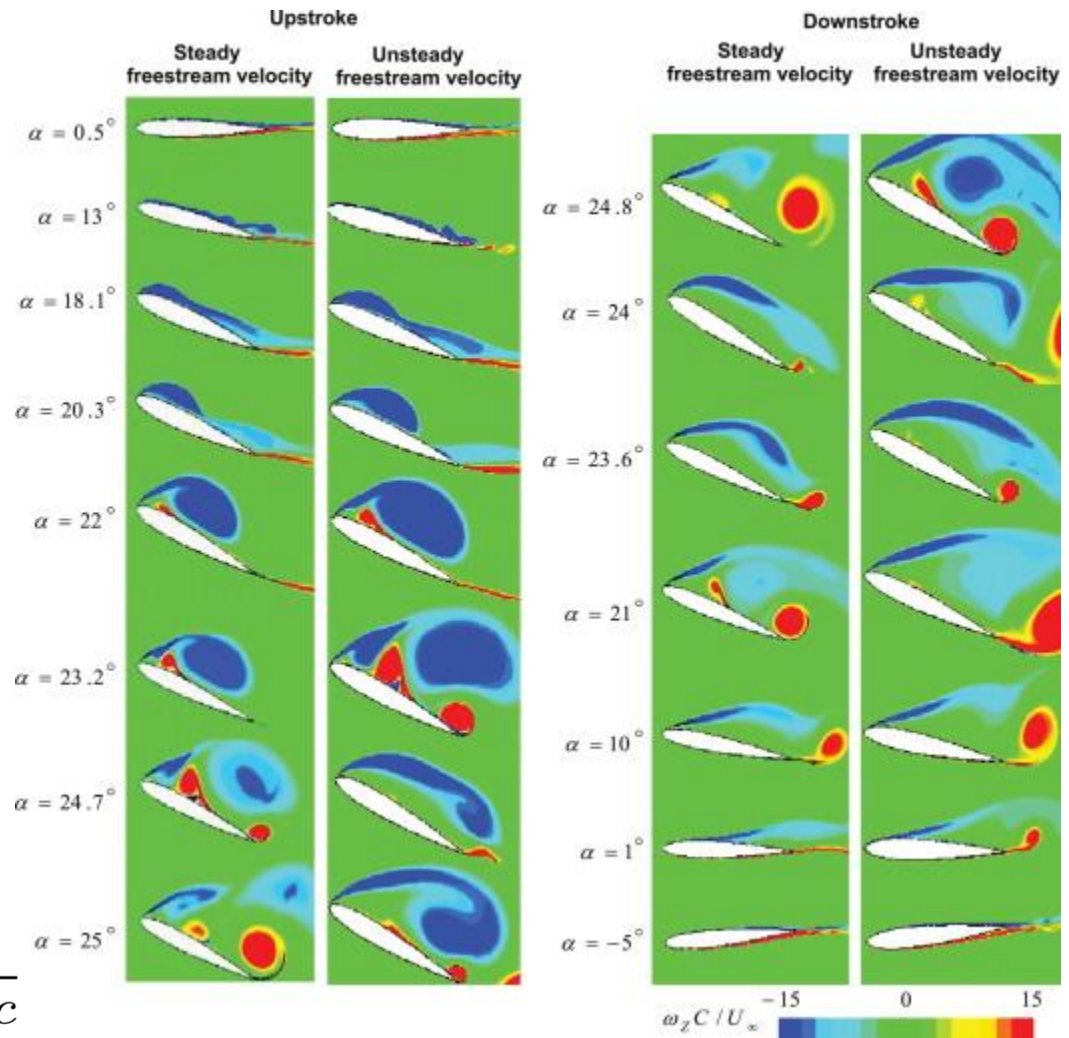 Upstroke
Steady
freestream velocity
Unsteady
freestream velocity
α = 0.5°
α = 13°
α = 18.1°
α = 20.3°
α = 22°
α = 23.2°
α = 24.7°
α = 25°
c
Downstroke
Steady
freestream velocity
Unsteady
freestream velocity
α = 24.8°
α = 24°
α = 23.6°
α = 21°
α = 10°
α = 1°
α = −5°
−15 0 15
ω_Z C / U_∞